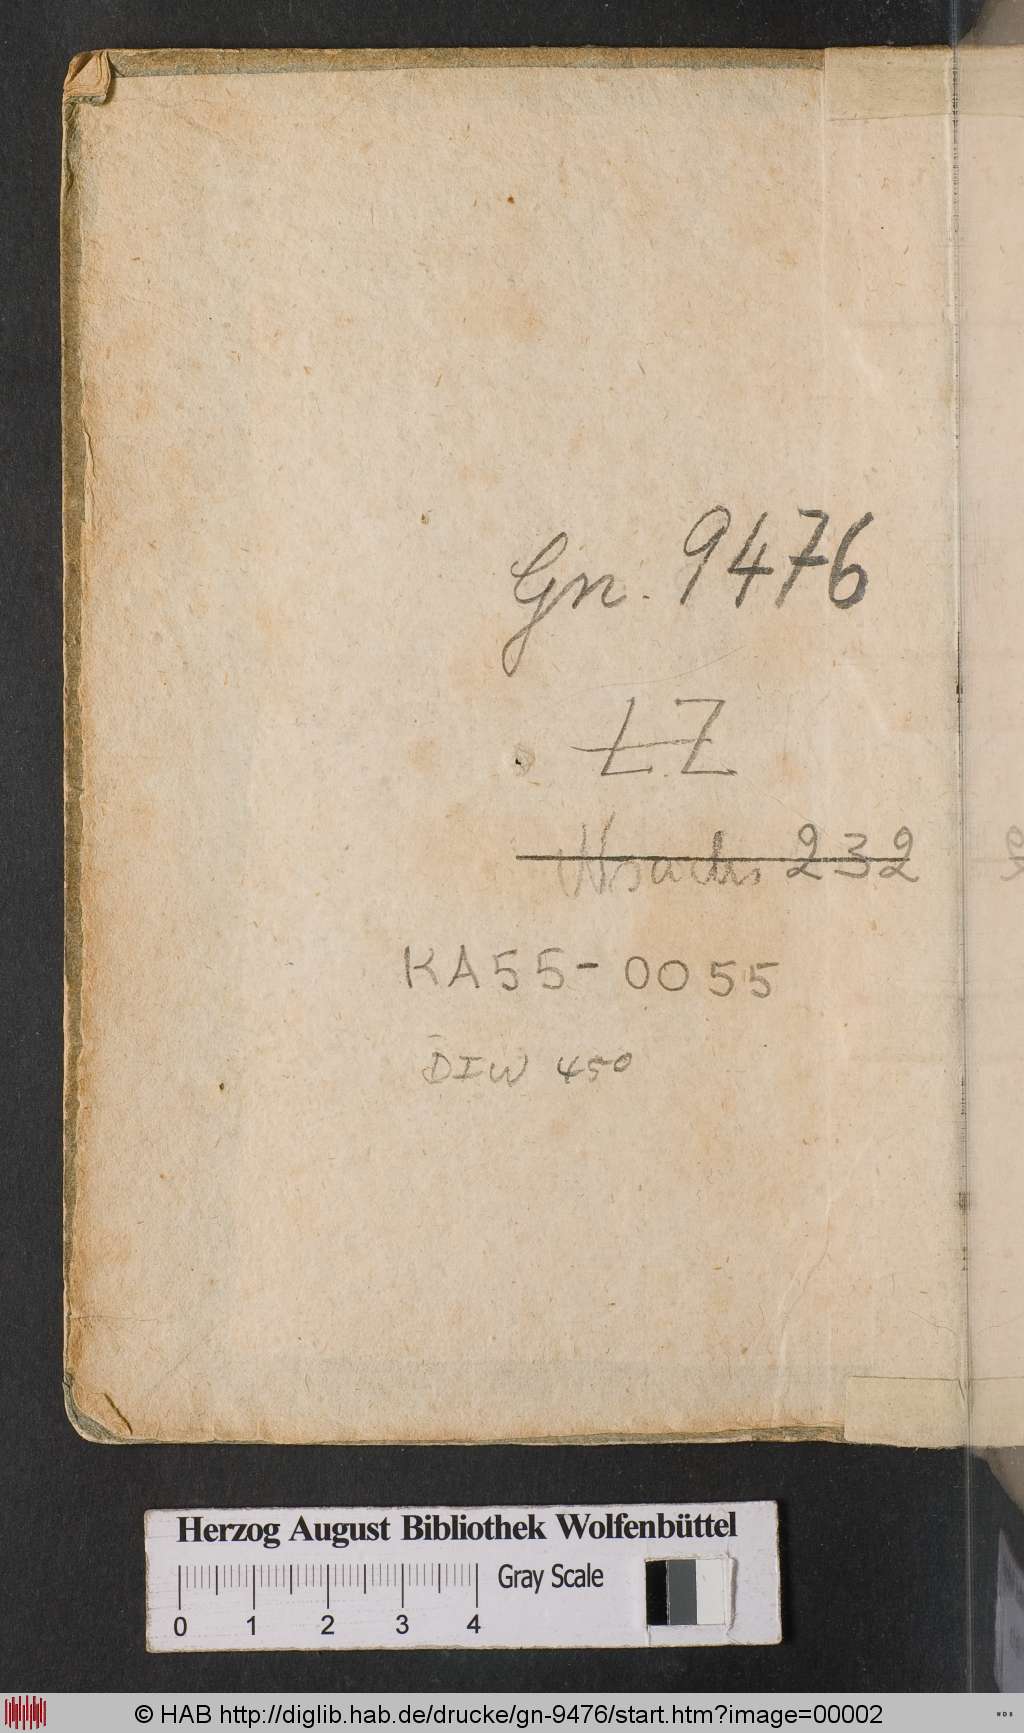 Gn. 9476
LZ
Nsachs 232
KA55-0055
DIW 450
Herzog August Bibliothek Wolfenbüttel
Gray Scale
0 1 2 3 4
© HAB http://diglib.hab.de/drucke/gn-9476/start.htm?image=00002